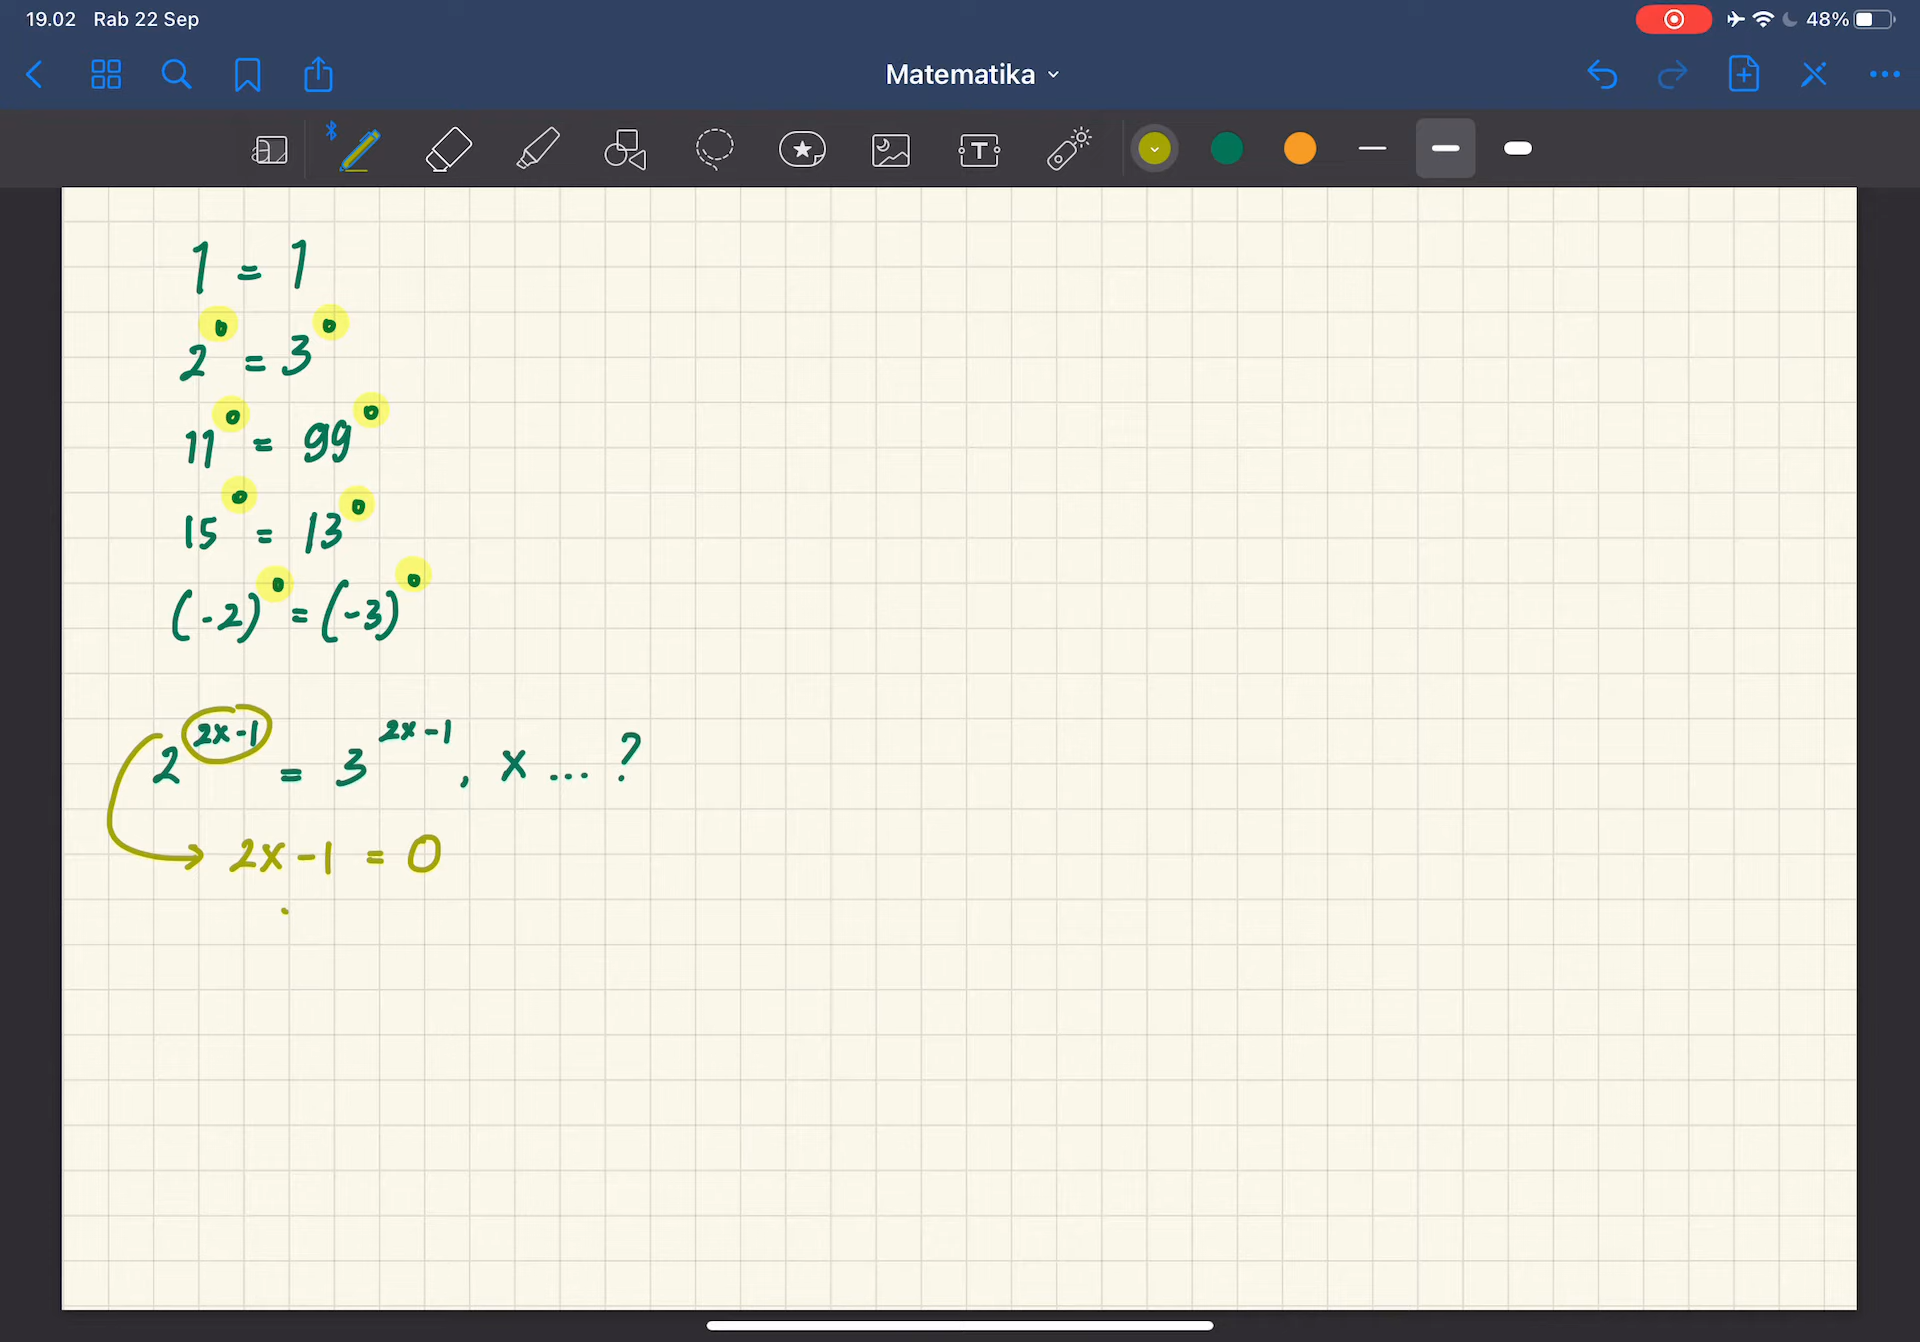 19.02 Rab 22 Sep 48%
Matematika
T
1 = 1
2⁰ = 3⁰
11⁰ = 99⁰
15⁰ = 13⁰
(-2)⁰ = (-3)⁰
2^(2x-1) = 3^(2x-1), x ... ?
→ 2x-1 = 0